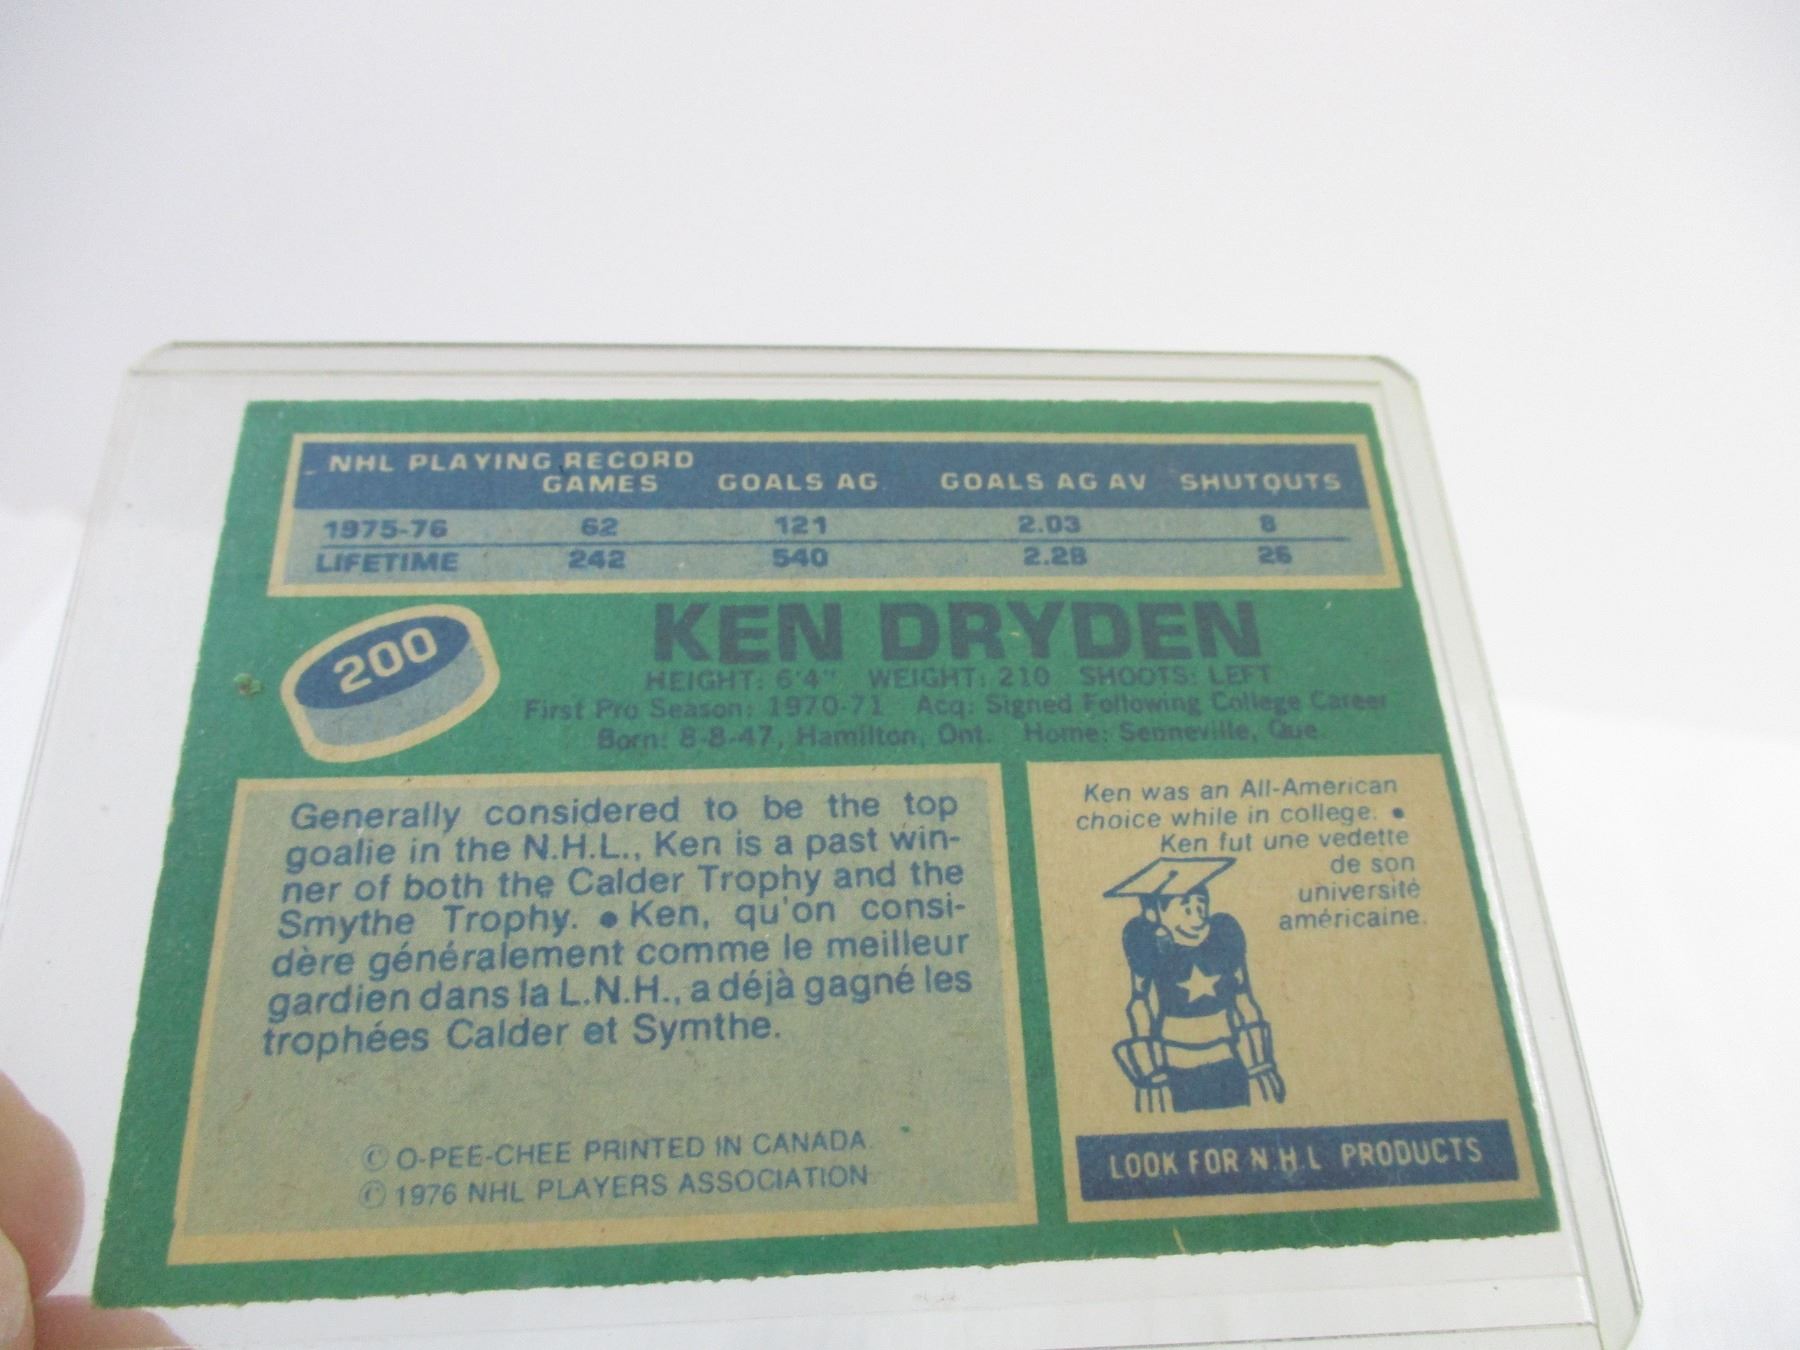 NHL PLAYING RECORD
GAMES GOALS AG. GOALS AG AV SHUTOUTS
1975-76 62 121 2.03 8
LIFETIME 242 540 2.28 26
200
KEN DRYDEN
HEIGHT: 6'4" WEIGHT: 210 SHOOTS: LEFT
First Pro Season: 1970-71 Acq: Signed Following College Career
Born: 8-8-47, Hamilton, Ont. Home: Senneville, Que.
Generally considered to be the top
goalie in the N.H.L., Ken is a past win-
ner of both the Calder Trophy and the
Smythe Trophy. • Ken, qu'on consi-
dère généralement comme le meilleur
gardien dans la L.N.H., a déjà gagné les
trophées Calder et Symthe.
© O-PEE-CHEE PRINTED IN CANADA.
© 1976 NHL PLAYERS ASSOCIATION
Ken was an All-American
choice while in college. •
Ken fut une vedette
de son
université
américaine.
LOOK FOR N.H.L PRODUCTS